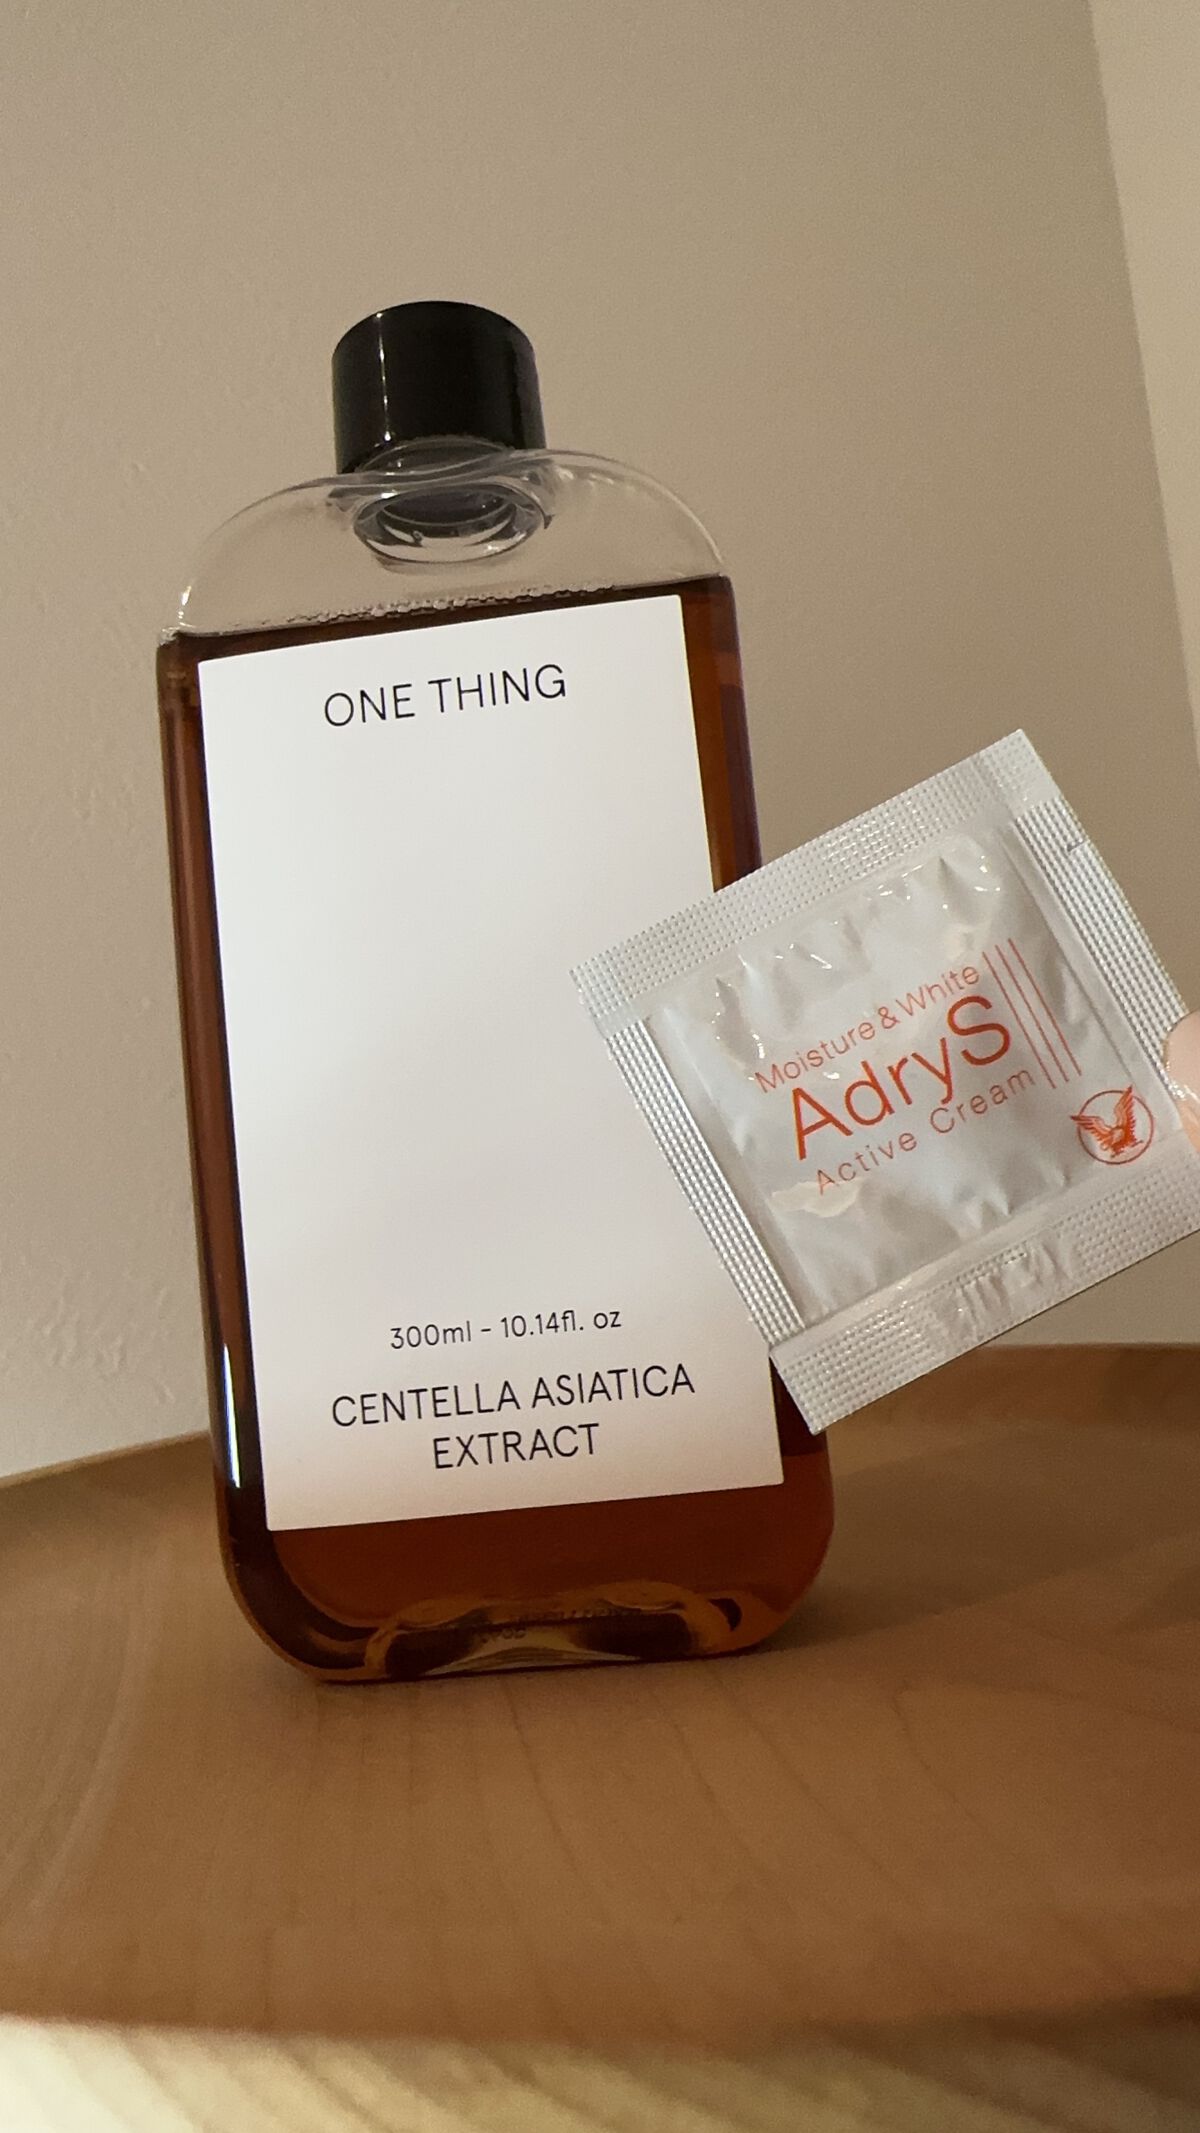 ONE THING
300ml - 10.14fl. oz
CENTELLA ASIATICA
EXTRACT
Moisture & White
AdryS
Active Cream